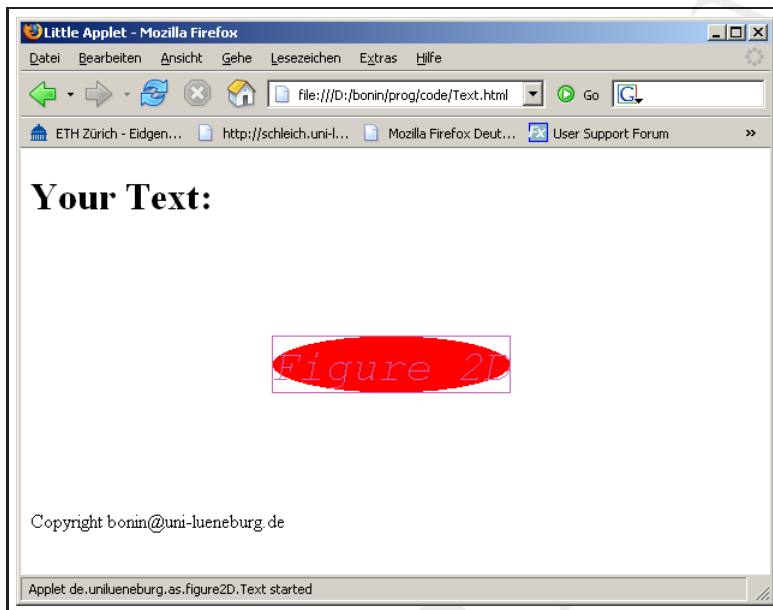 Little Applet - Mozilla Firefox
Datei Bearbeiten Ansicht Gehe Lesezeichen Extras Hilfe
file:///D:/bonin/prog/code/Text.html Go G
ETH Zürich - Eidgen... http://schleich.uni-l... Mozilla Firefox Deut... FX User Support Forum »
Your Text:
Figure 2D
Copyright bonin@uni-lueneburg.de
Applet de.unilueneburg.as.figure2D.Text started